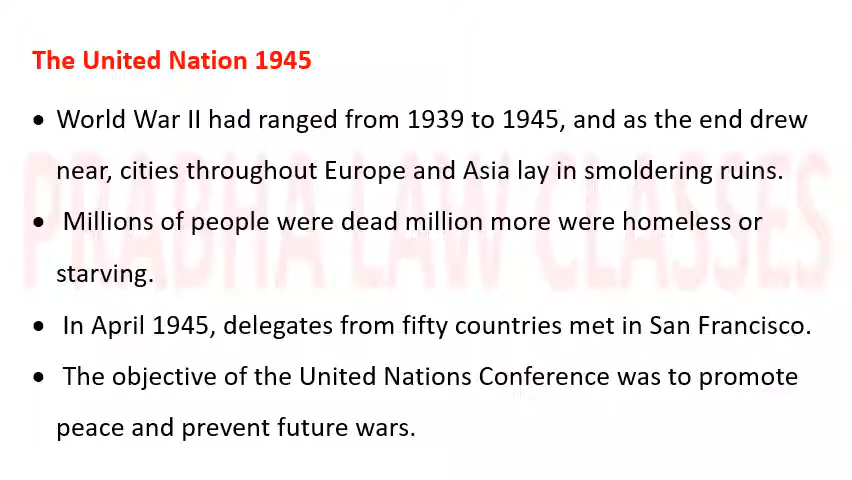 The United Nation 1945
• World War II had ranged from 1939 to 1945, and as the end drew
near, cities throughout Europe and Asia lay in smoldering ruins.
• Millions of people were dead million more were homeless or
starving.
• In April 1945, delegates from fifty countries met in San Francisco.
• The objective of the United Nations Conference was to promote
peace and prevent future wars.
PRABHA LAW CLASSES